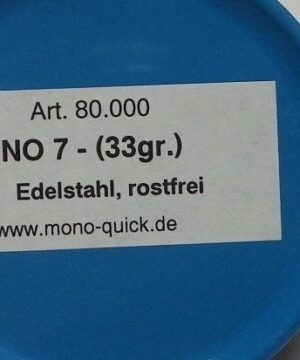 Art. 80.000
NO 7 - (33gr.)
Edelstahl, rostfrei
www.mono-quick.de